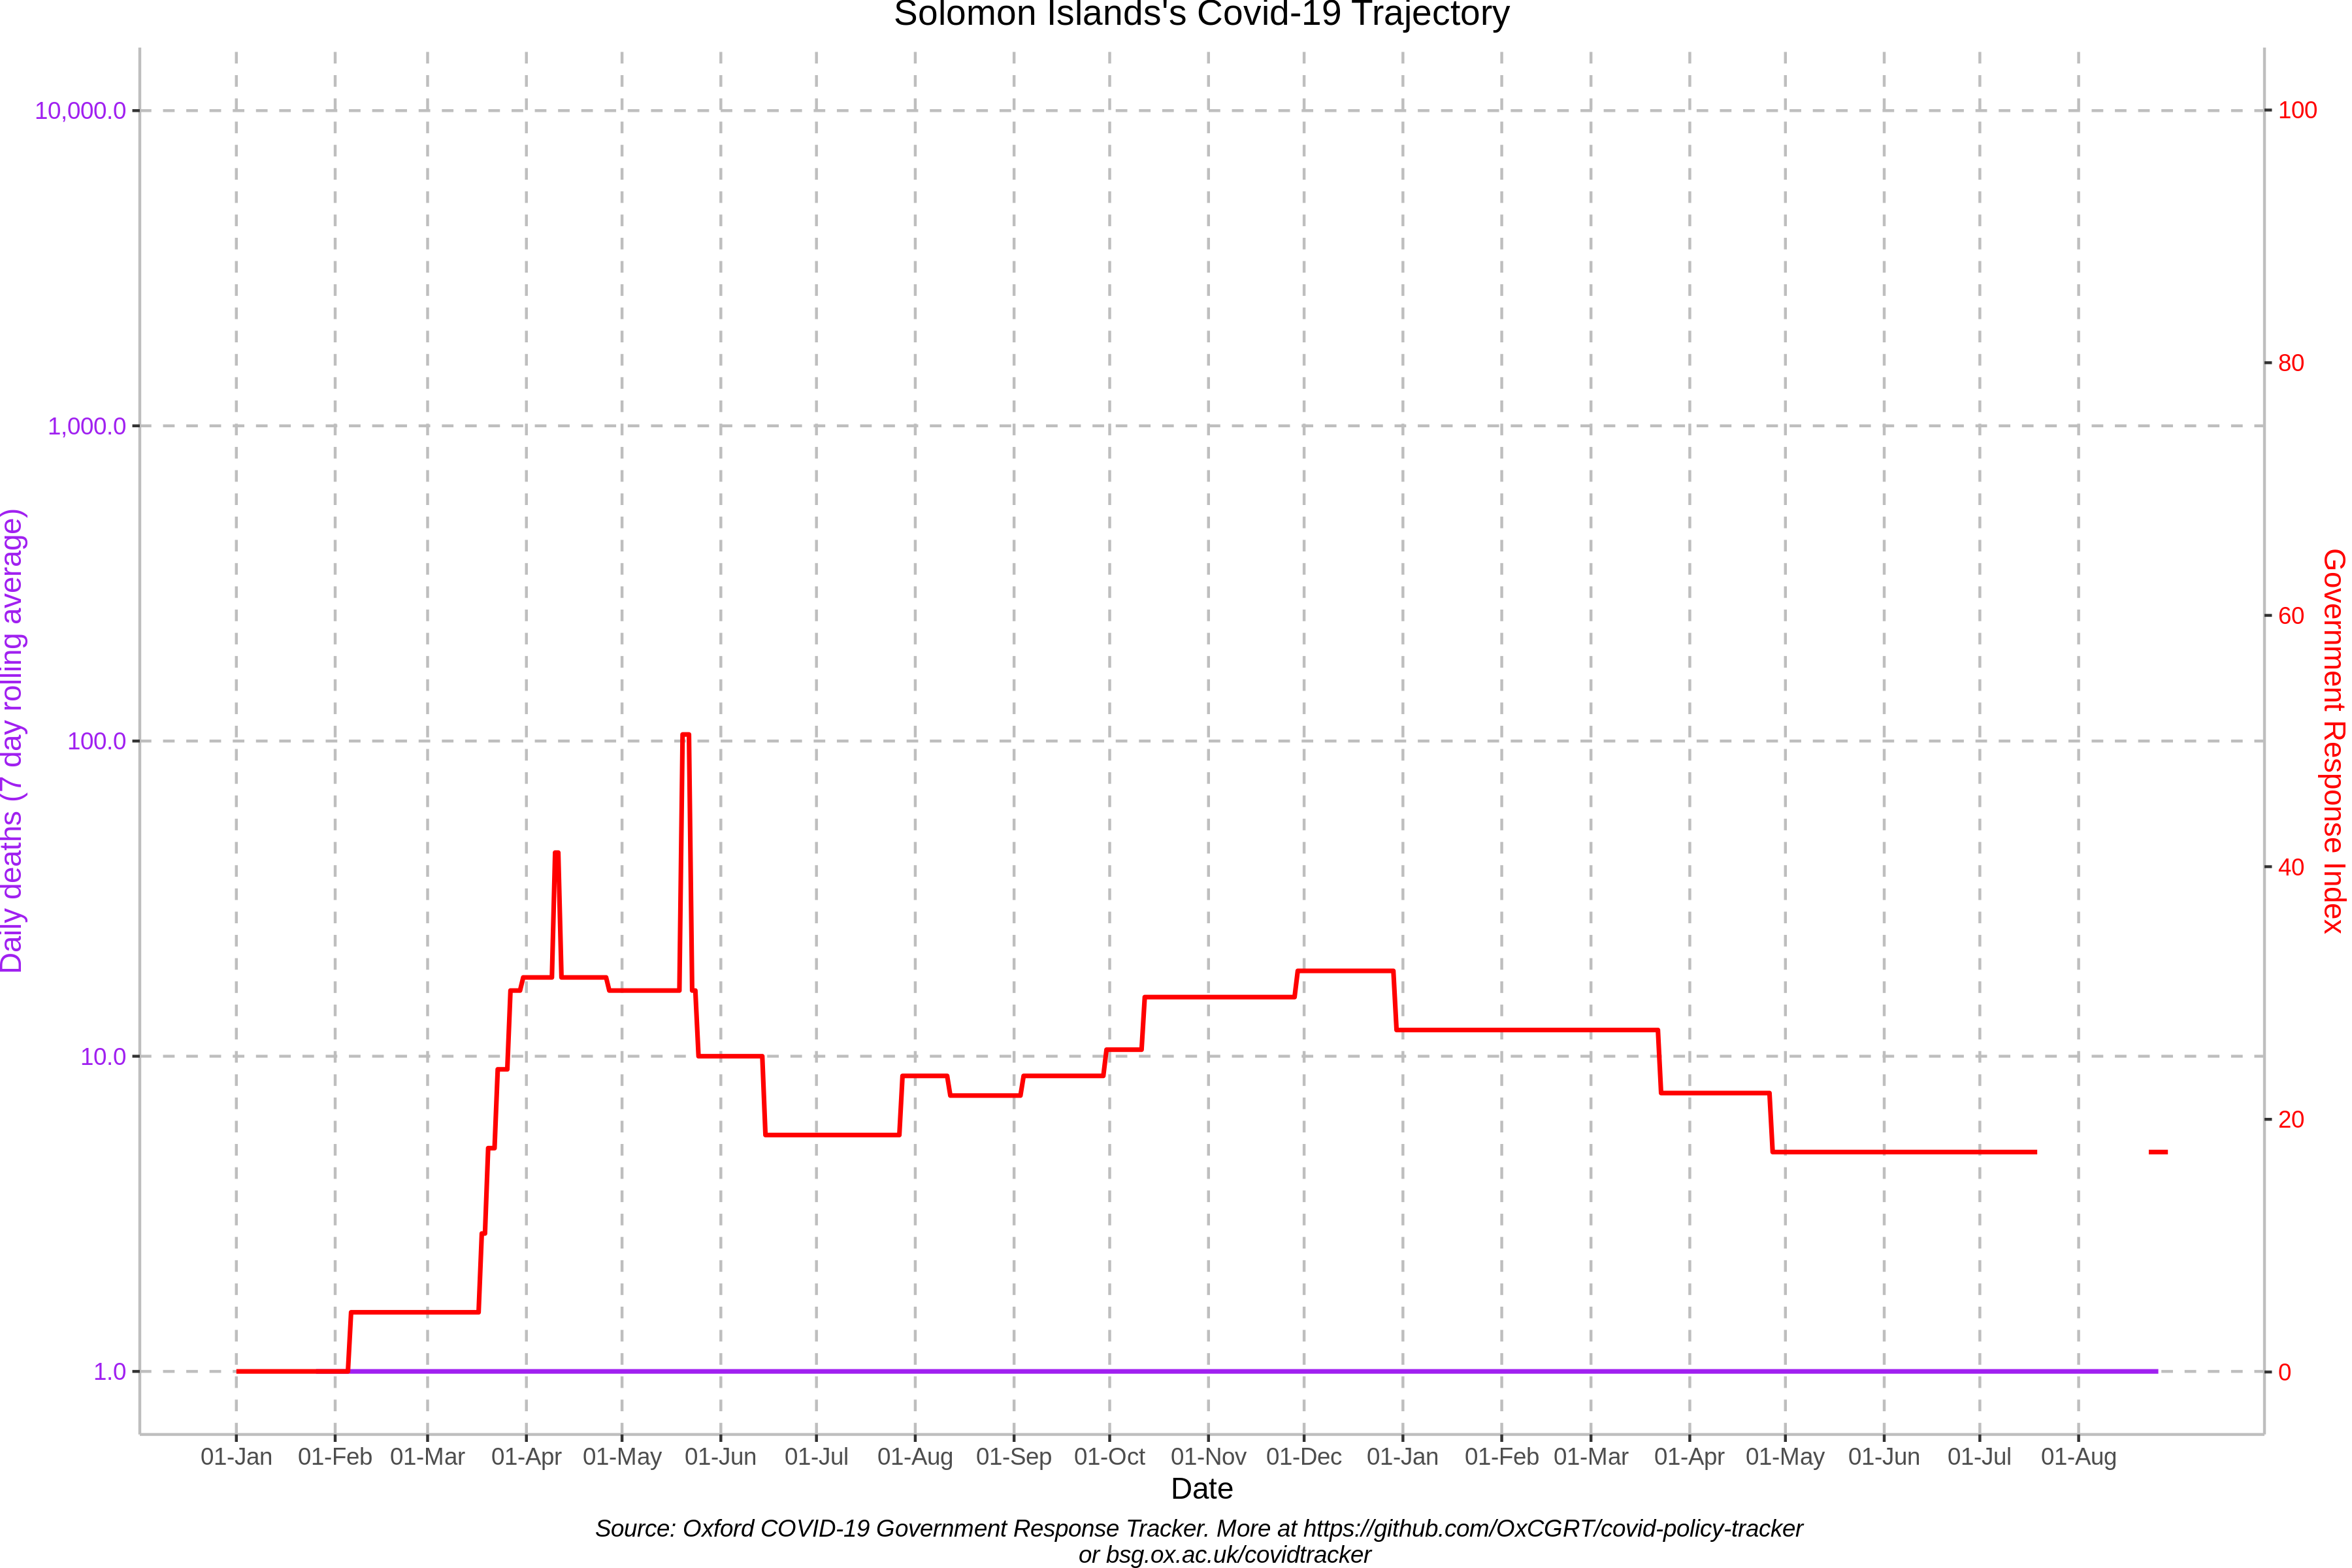 Solomon Islands's Covid-19 Trajectory
10,000.0
1,000.0
100.0
10.0
1.0
Daily deaths (7 day rolling average)
100
80
60
40
20
0
Government Response Index
01-Jan 01-Feb 01-Mar 01-Apr 01-May 01-Jun 01-Jul 01-Aug 01-Sep 01-Oct 01-Nov 01-Dec 01-Jan 01-Feb 01-Mar 01-Apr 01-May 01-Jun 01-Jul 01-Aug
Date
Source: Oxford COVID-19 Government Response Tracker. More at https://github.com/OxCGRT/covid-policy-tracker
or bsg.ox.ac.uk/covidtracker